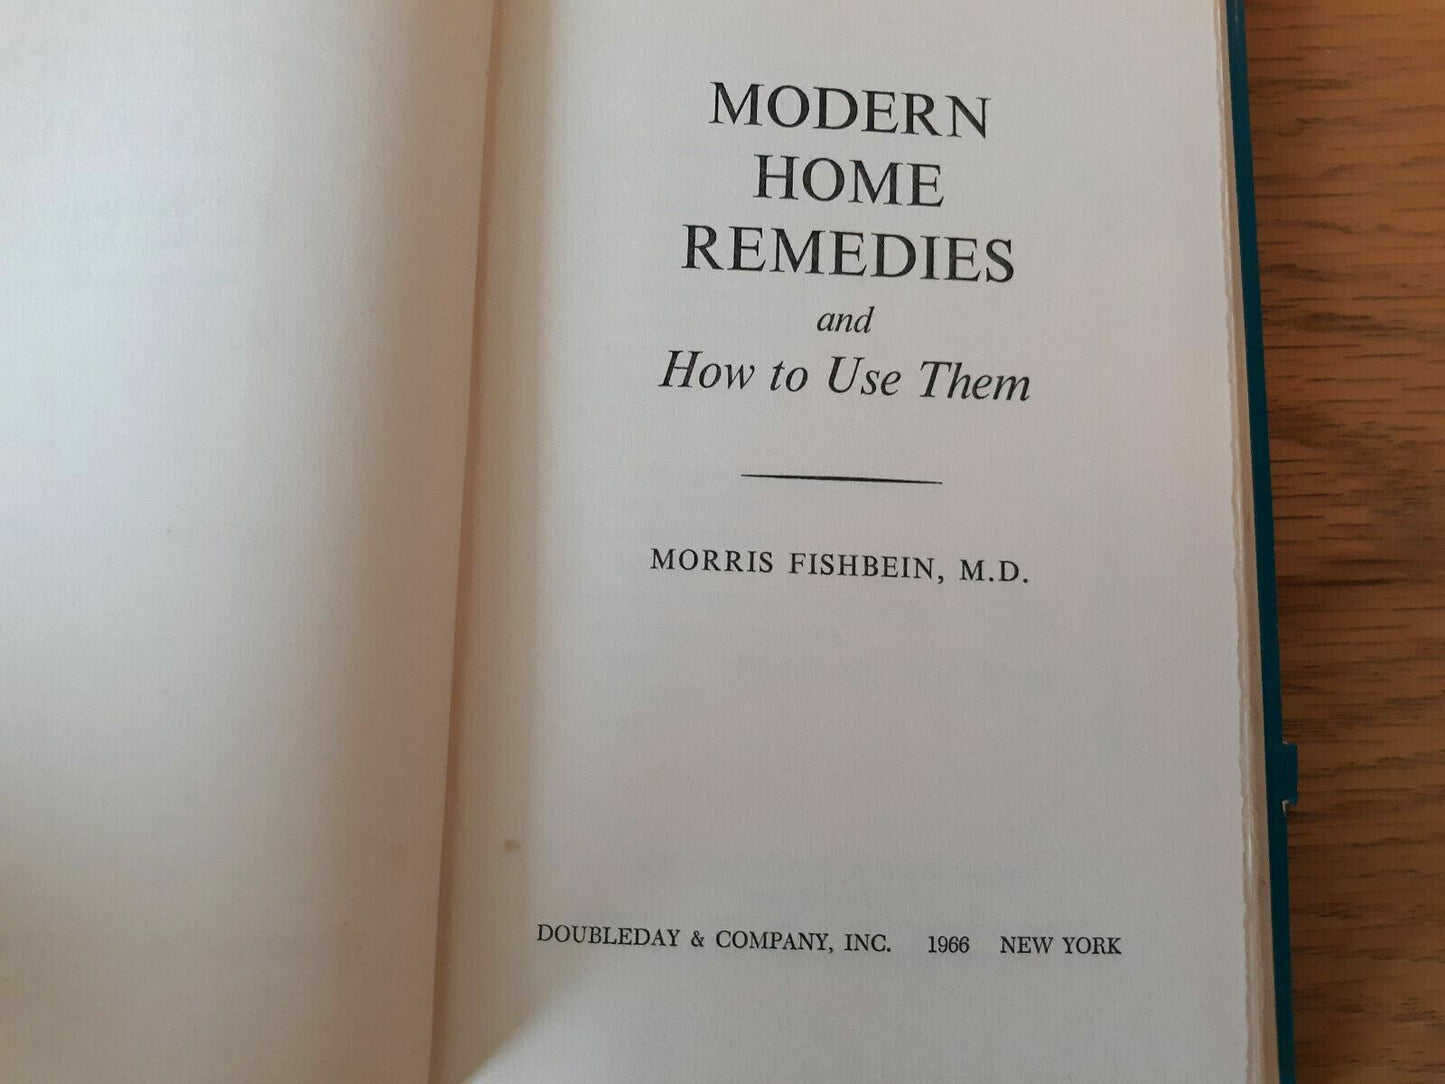 MODERN
HOME
REMEDIES
and
How to Use Them
MORRIS FISHBEIN, M.D.
DOUBLEDAY & COMPANY, INC. 1966 NEW YORK